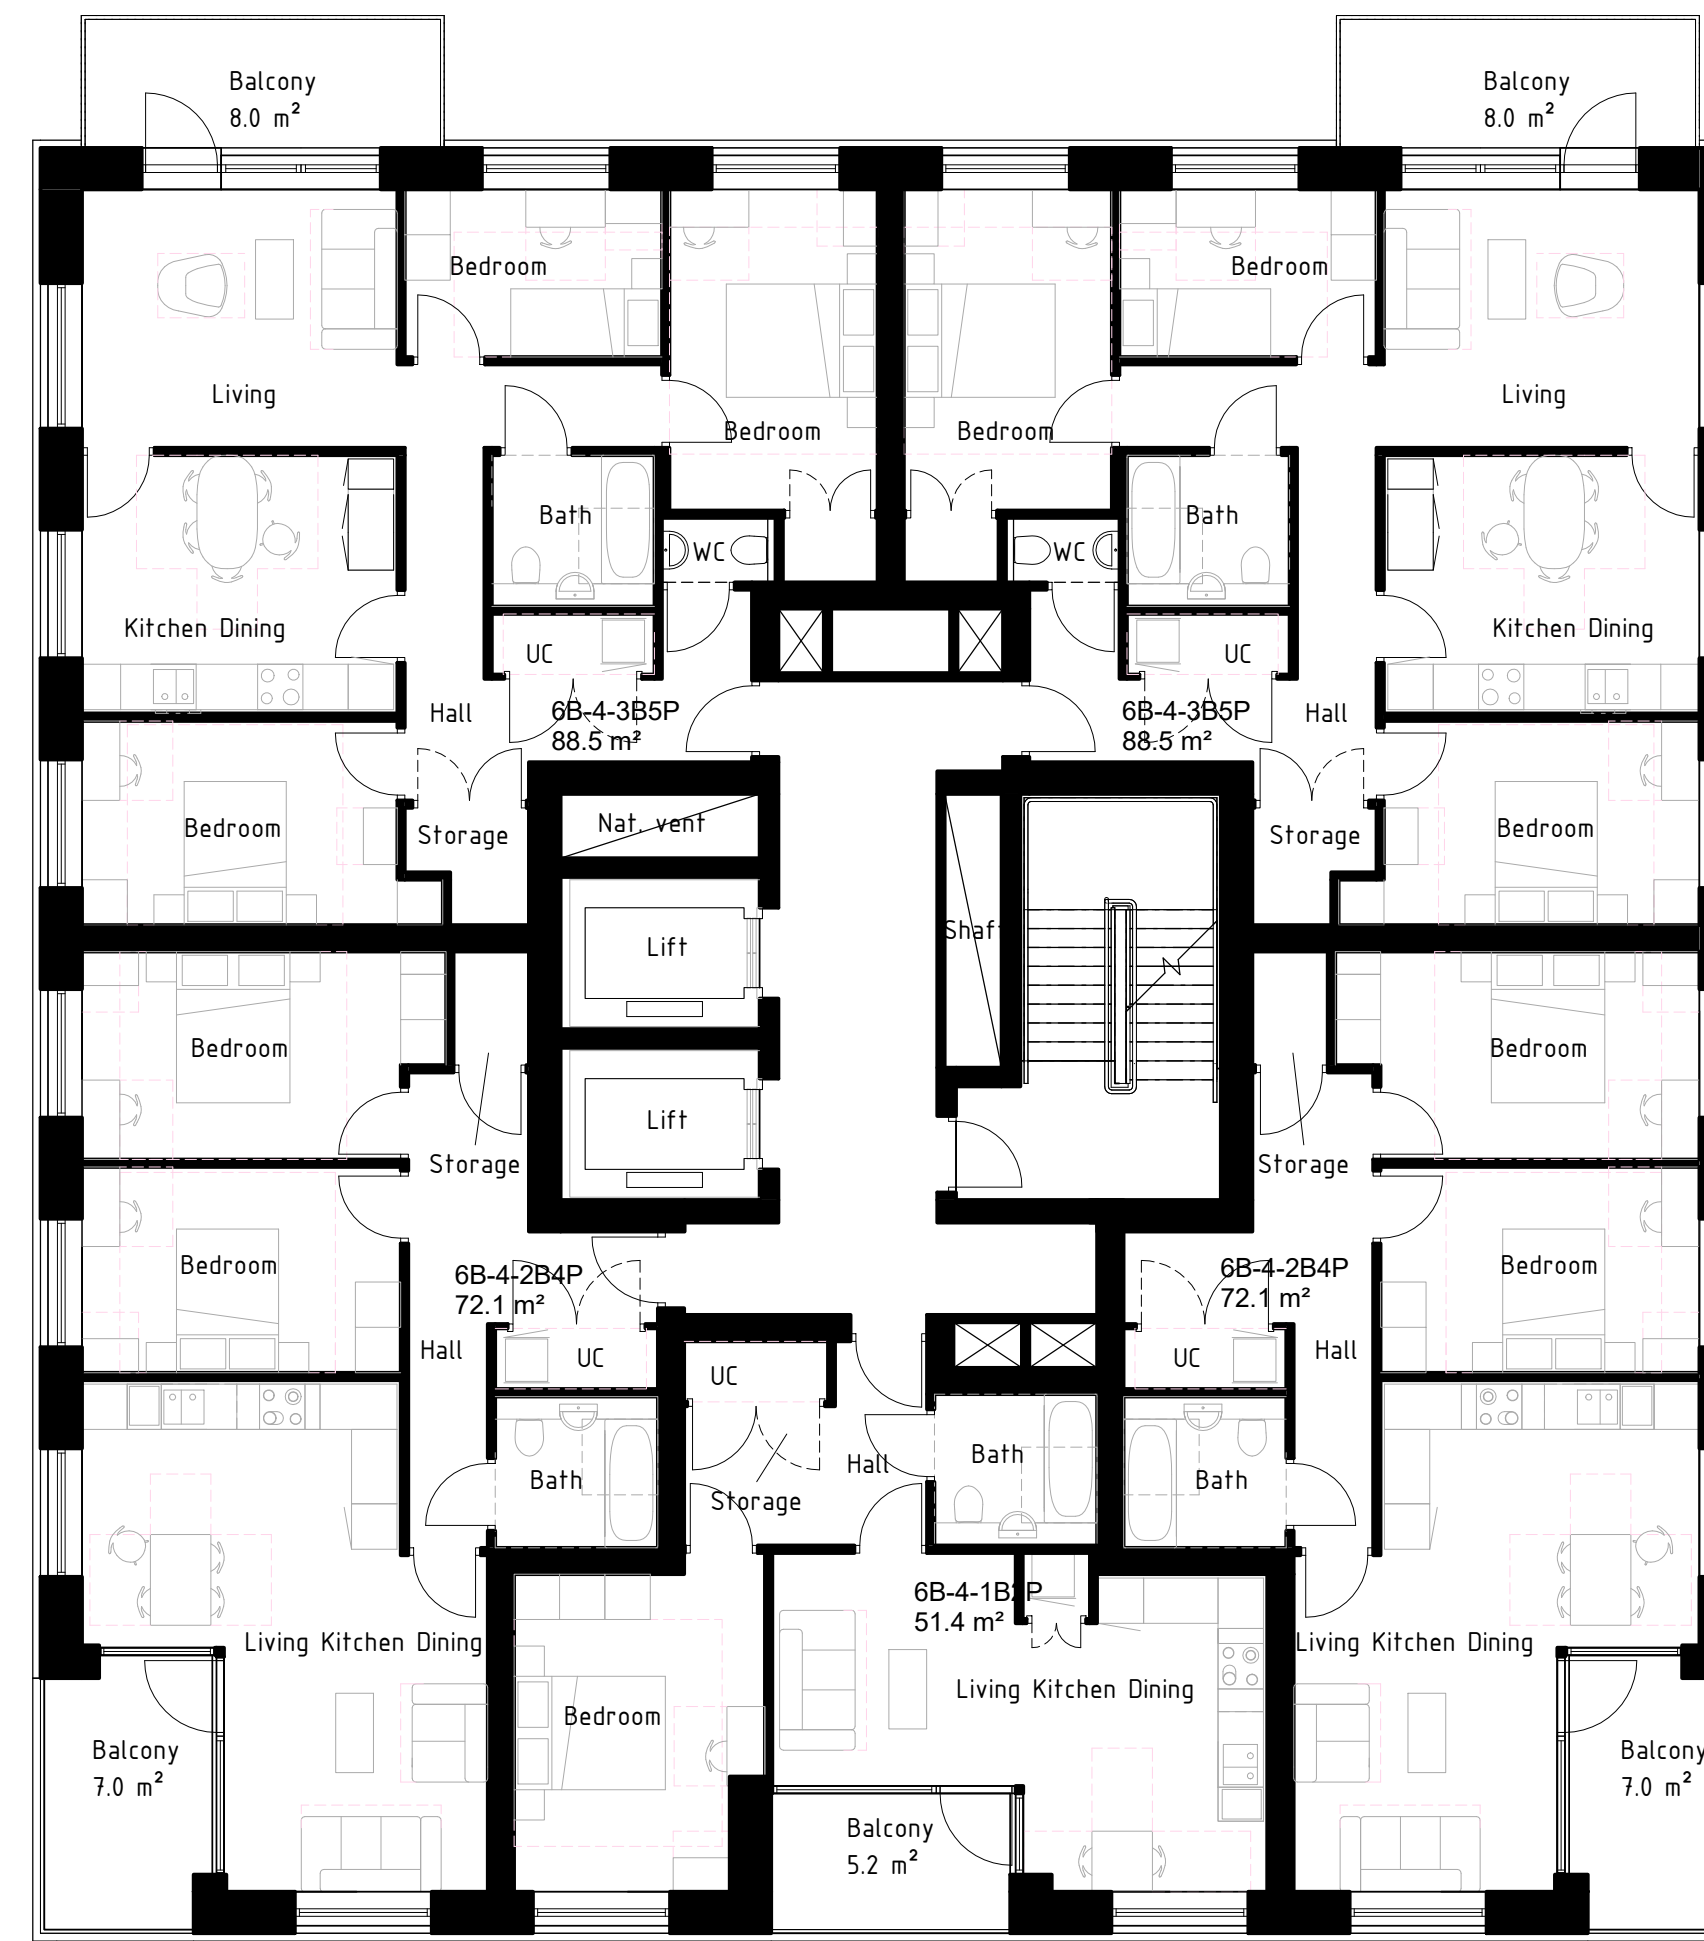 Balcony
8.0 m²
Balcony
8.0 m²
Bedroom
Bedroom
Living
Living
Bedroom
Bedroom
Bath
WC
WC
Bath
Kitchen Dining
UC
UC
Kitchen Dining
Hall
6B-4-3B5P
88.5 m²
6B-4-3B5P
88.5 m²
Hall
Bedroom
Storage
Nat. vent
Storage
Bedroom
Lift
Shaft
Bedroom
Bedroom
Lift
Storage
Storage
Bedroom
6B-4-2B4P
72.1 m²
6B-4-2B4P
72.1 m²
Bedroom
Hall
UC
UC
UC
Hall
Bath
Storage
Hall
Bath
Bath
Living Kitchen Dining
6B-4-1B2P
51.4 m²
Living Kitchen Dining
Bedroom
Living Kitchen Dining
Balcony
7.0 m²
Balcony
5.2 m²
Balcony
7.0 m²